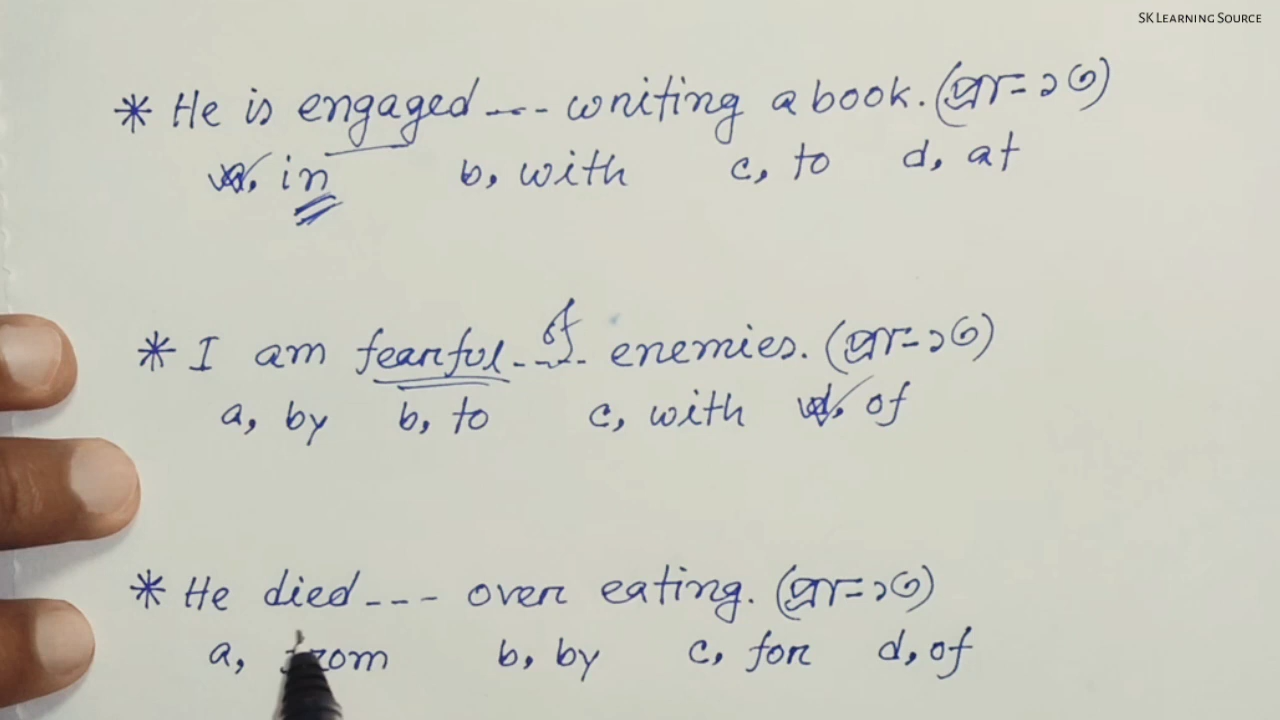 SK LEARNING SOURCE
* He is engaged --- writing a book. (প্রা=১৩)
a, in b, with c, to d, at
* I am fearful --of-- enemies. (প্রা=১৩)
a, by b, to c, with d, of
* He died --- over eating. (প্রা=১৩)
a, from b, by c, for d, of